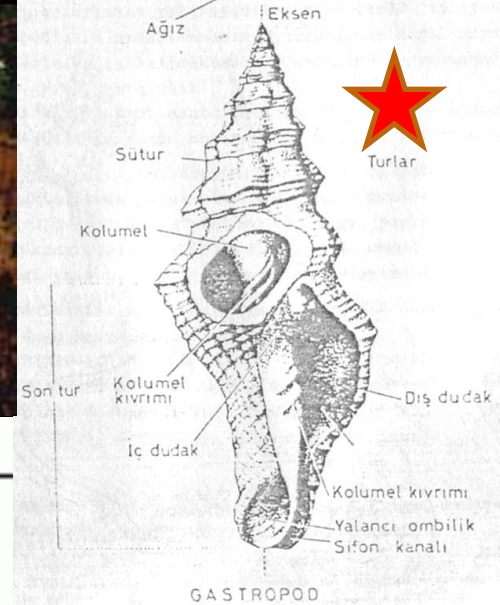 Eksen
Ağız
Sütur
Turlar
Kolumel
Son tur
Kolumel
kıvrımı
Dış dudak
İç dudak
Kolumel kıvrımı
Yalancı ombilik
Sifon kanalı
GASTROPOD